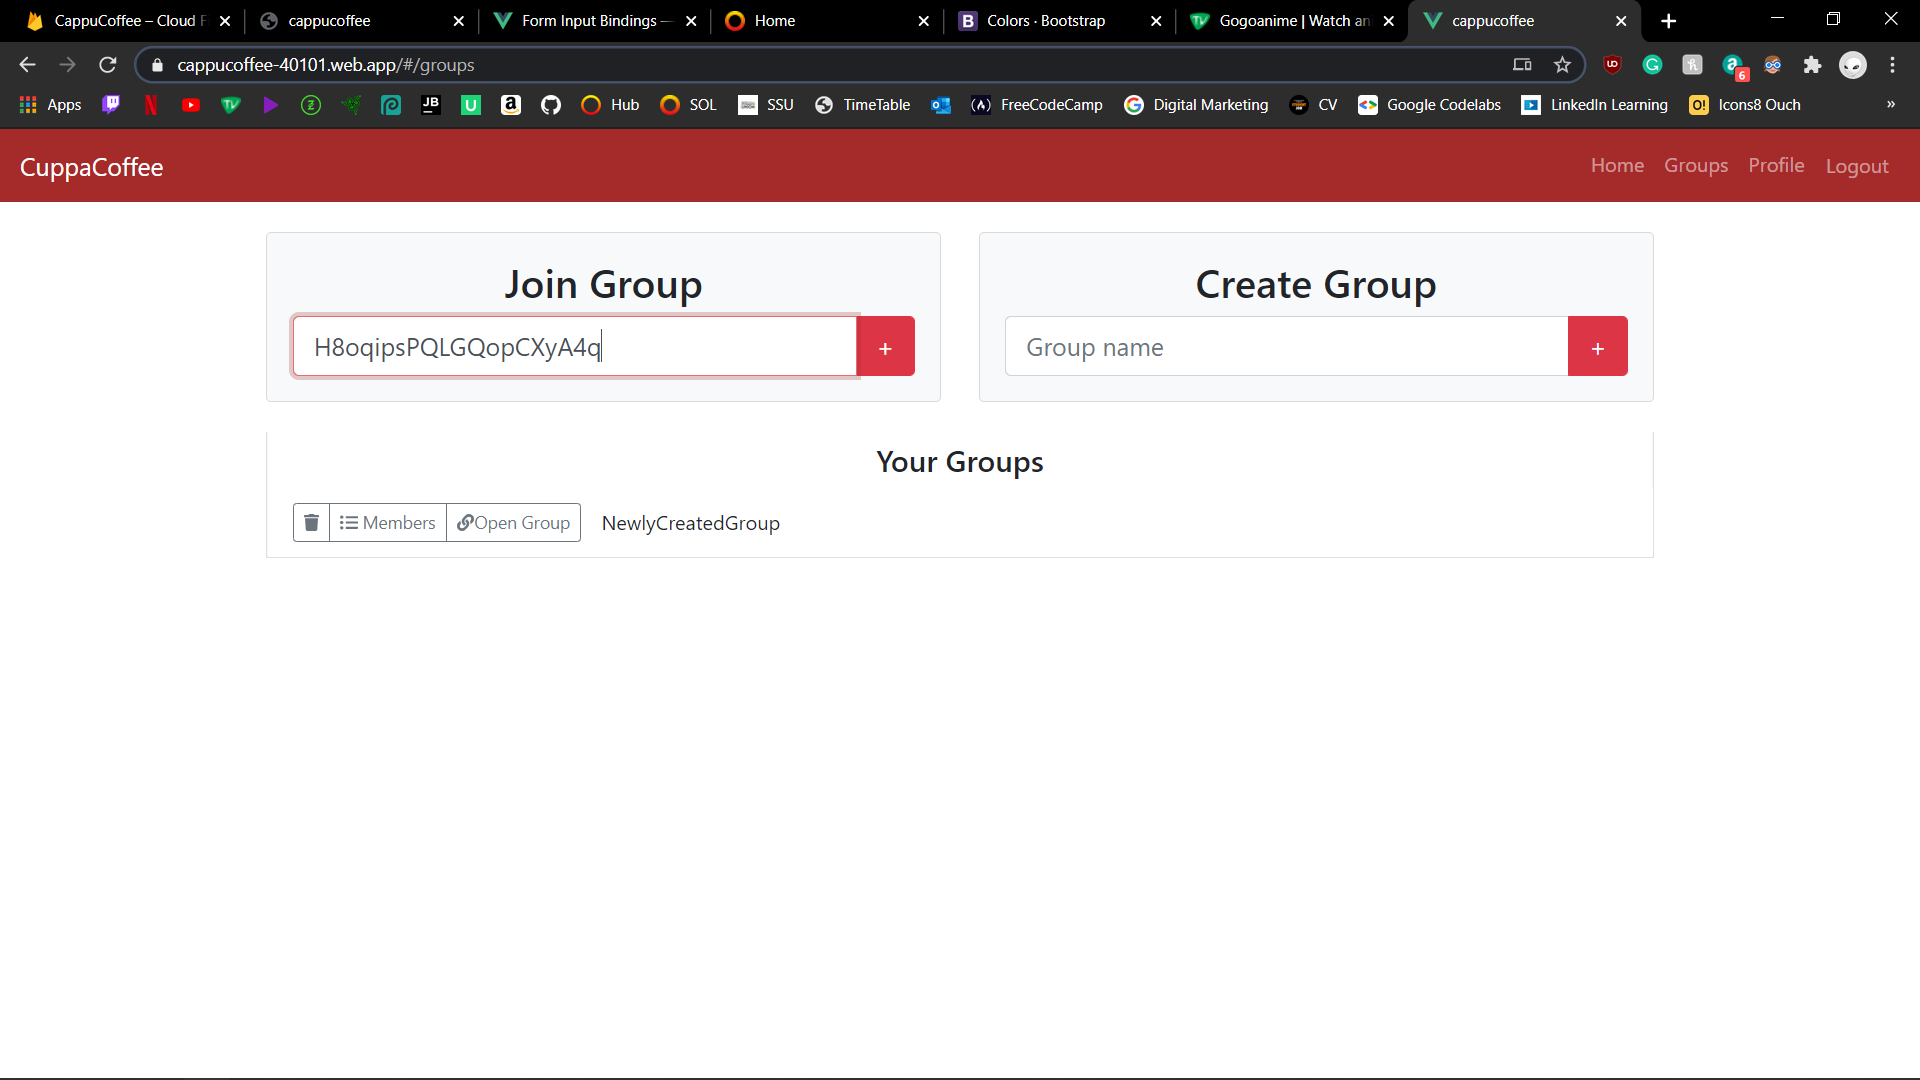 CappuCoffee – Cloud F
cappucoffee
Form Input Bindings —
Home
Colors · Bootstrap
Gogoanime | Watch an
cappucoffee
cappucoffee-40101.web.app/#/groups
6
Apps
JB
U
a
Hub
SOL
SSU
TimeTable
FreeCodeCamp
Digital Marketing
CV
Google Codelabs
LinkedIn Learning
O!
Icons8 Ouch
»
CuppaCoffee
Home
Groups
Profile
Logout
Join Group
H8oqipsPQLGQopCXyA4q
+
Create Group
Group name
+
Your Groups
Members
Open Group
NewlyCreatedGroup